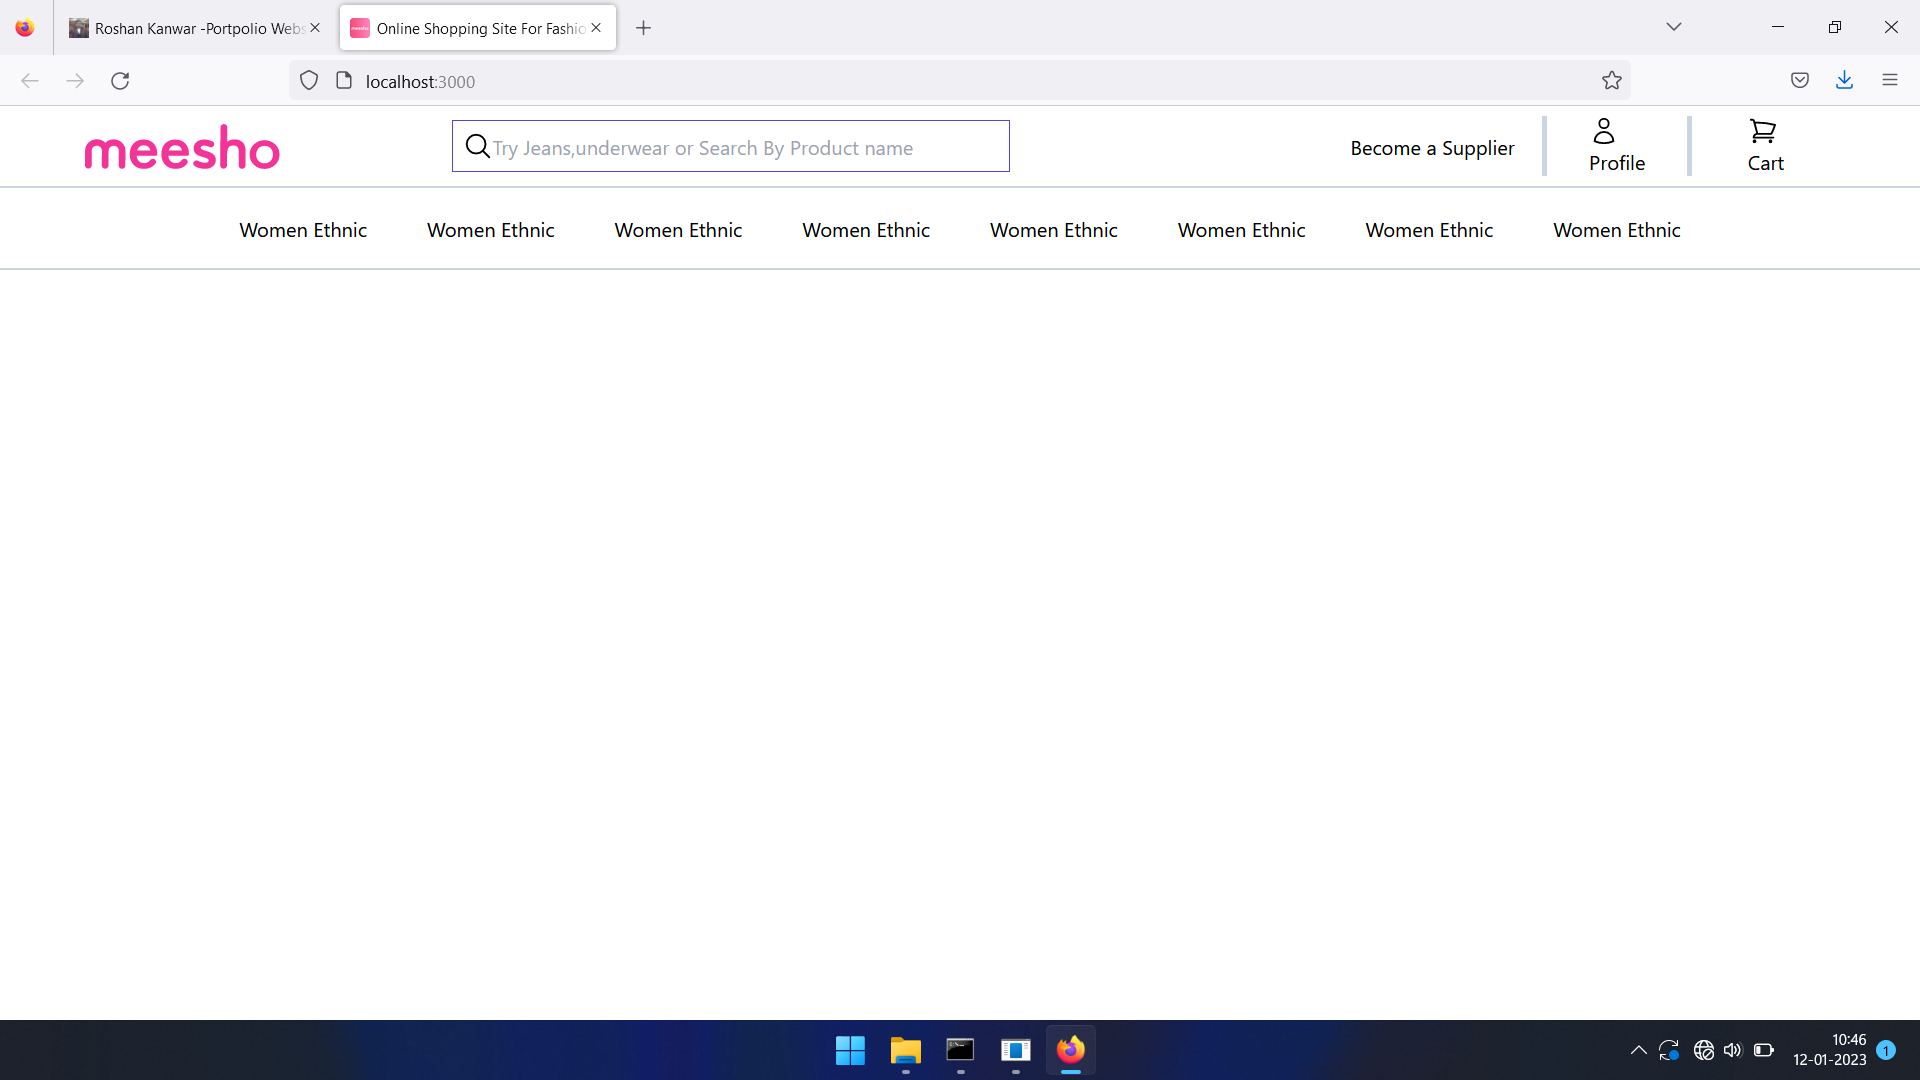 Roshan Kanwar -Portpolio Webs
Online Shopping Site For Fashio
localhost:3000
meesho
Try Jeans,underwear or Search By Product name
Become a Supplier
Profile
Cart
Women Ethnic Women Ethnic Women Ethnic Women Ethnic Women Ethnic Women Ethnic Women Ethnic Women Ethnic
10:46
12-01-2023
1